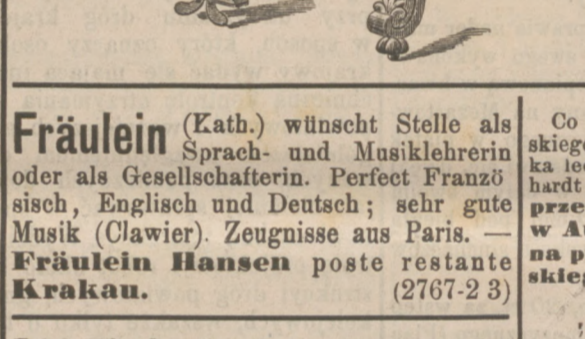 Fräulein (Kath.) wünscht Stelle als
Sprach- und Musiklehrerin
oder als Gesellschafterin. Perfect Franzö
sisch, Englisch und Deutsch; sehr gute
Musik (Clawier). Zeugnisse aus Paris. —
Fräulein Hansen poste restante
Krakau. (2767-2 3)
Co
skieg
ka
hardt
prze
w A
na p
skieg